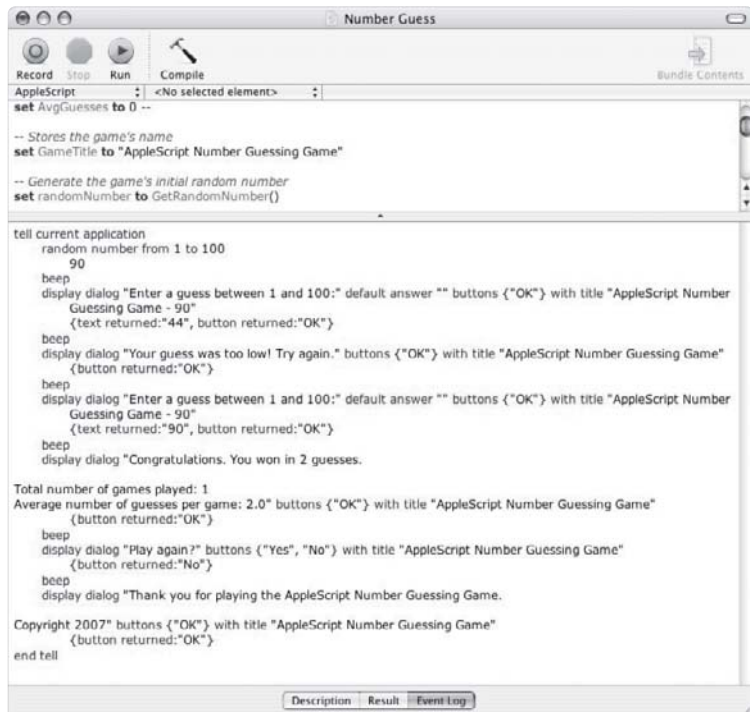 Number Guess
Record Stop Run Compile Bundle Contents
AppleScript <No selected element>
set AvgGuesses to 0 --
-- Stores the game's name
set GameTitle to "AppleScript Number Guessing Game"
-- Generate the game's initial random number
set randomNumber to GetRandomNumber()
tell current application
random number from 1 to 100
90
beep
display dialog "Enter a guess between 1 and 100:" default answer "" buttons {"OK"} with title "AppleScript Number
Guessing Game - 90"
{text returned:"44", button returned:"OK"}
beep
display dialog "Your guess was too low! Try again." buttons {"OK"} with title "AppleScript Number Guessing Game"
{button returned:"OK"}
beep
display dialog "Enter a guess between 1 and 100:" default answer "" buttons {"OK"} with title "AppleScript Number
Guessing Game - 90"
{text returned:"90", button returned:"OK"}
beep
display dialog "Congratulations. You won in 2 guesses.
Total number of games played: 1
Average number of guesses per game: 2.0" buttons {"OK"} with title "AppleScript Number Guessing Game"
{button returned:"OK"}
beep
display dialog "Play again?" buttons {"Yes", "No"} with title "AppleScript Number Guessing Game"
{button returned:"No"}
beep
display dialog "Thank you for playing the AppleScript Number Guessing Game.
Copyright 2007" buttons {"OK"} with title "AppleScript Number Guessing Game"
{button returned:"OK"}
end tell
Description Result Event Log